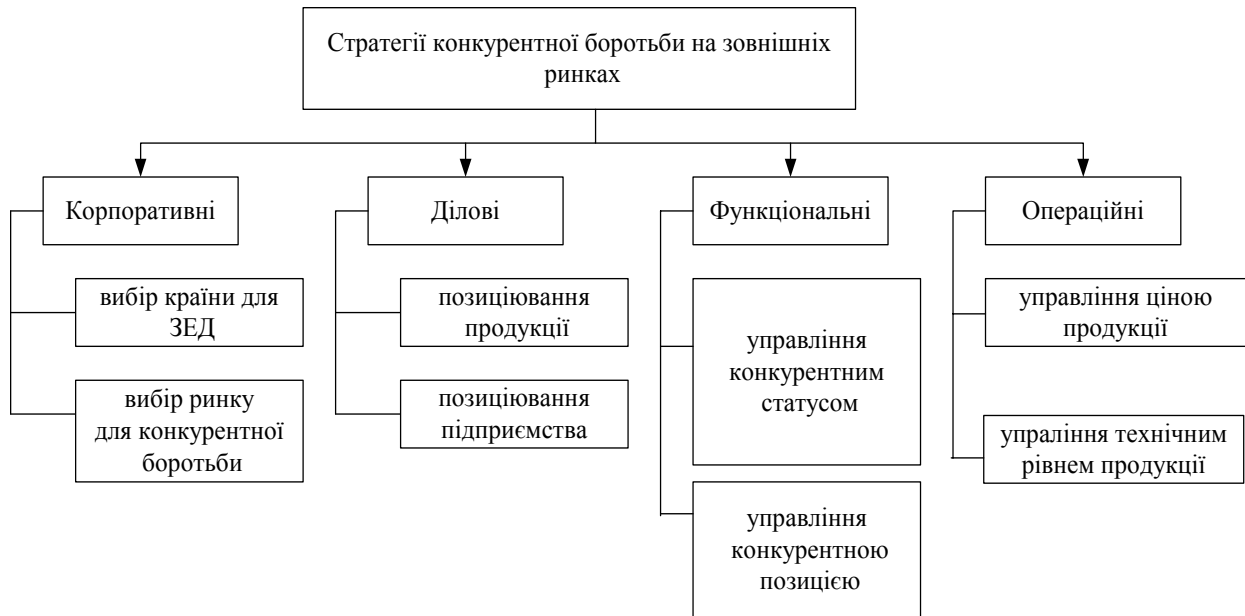 Стратегії конкурентної боротьби на зовнішніх
ринках
Корпоративні
вибір країни для
ЗЕД
вибір ринку
для конкурентної
боротьби
Ділові
позиціювання
продукції
позиціювання
підприємства
Функціональні
управління
конкурентним
статусом
управління
конкурентною
позицією
Операційні
управління ціною
продукції
упраління технічним
рівнем продукції